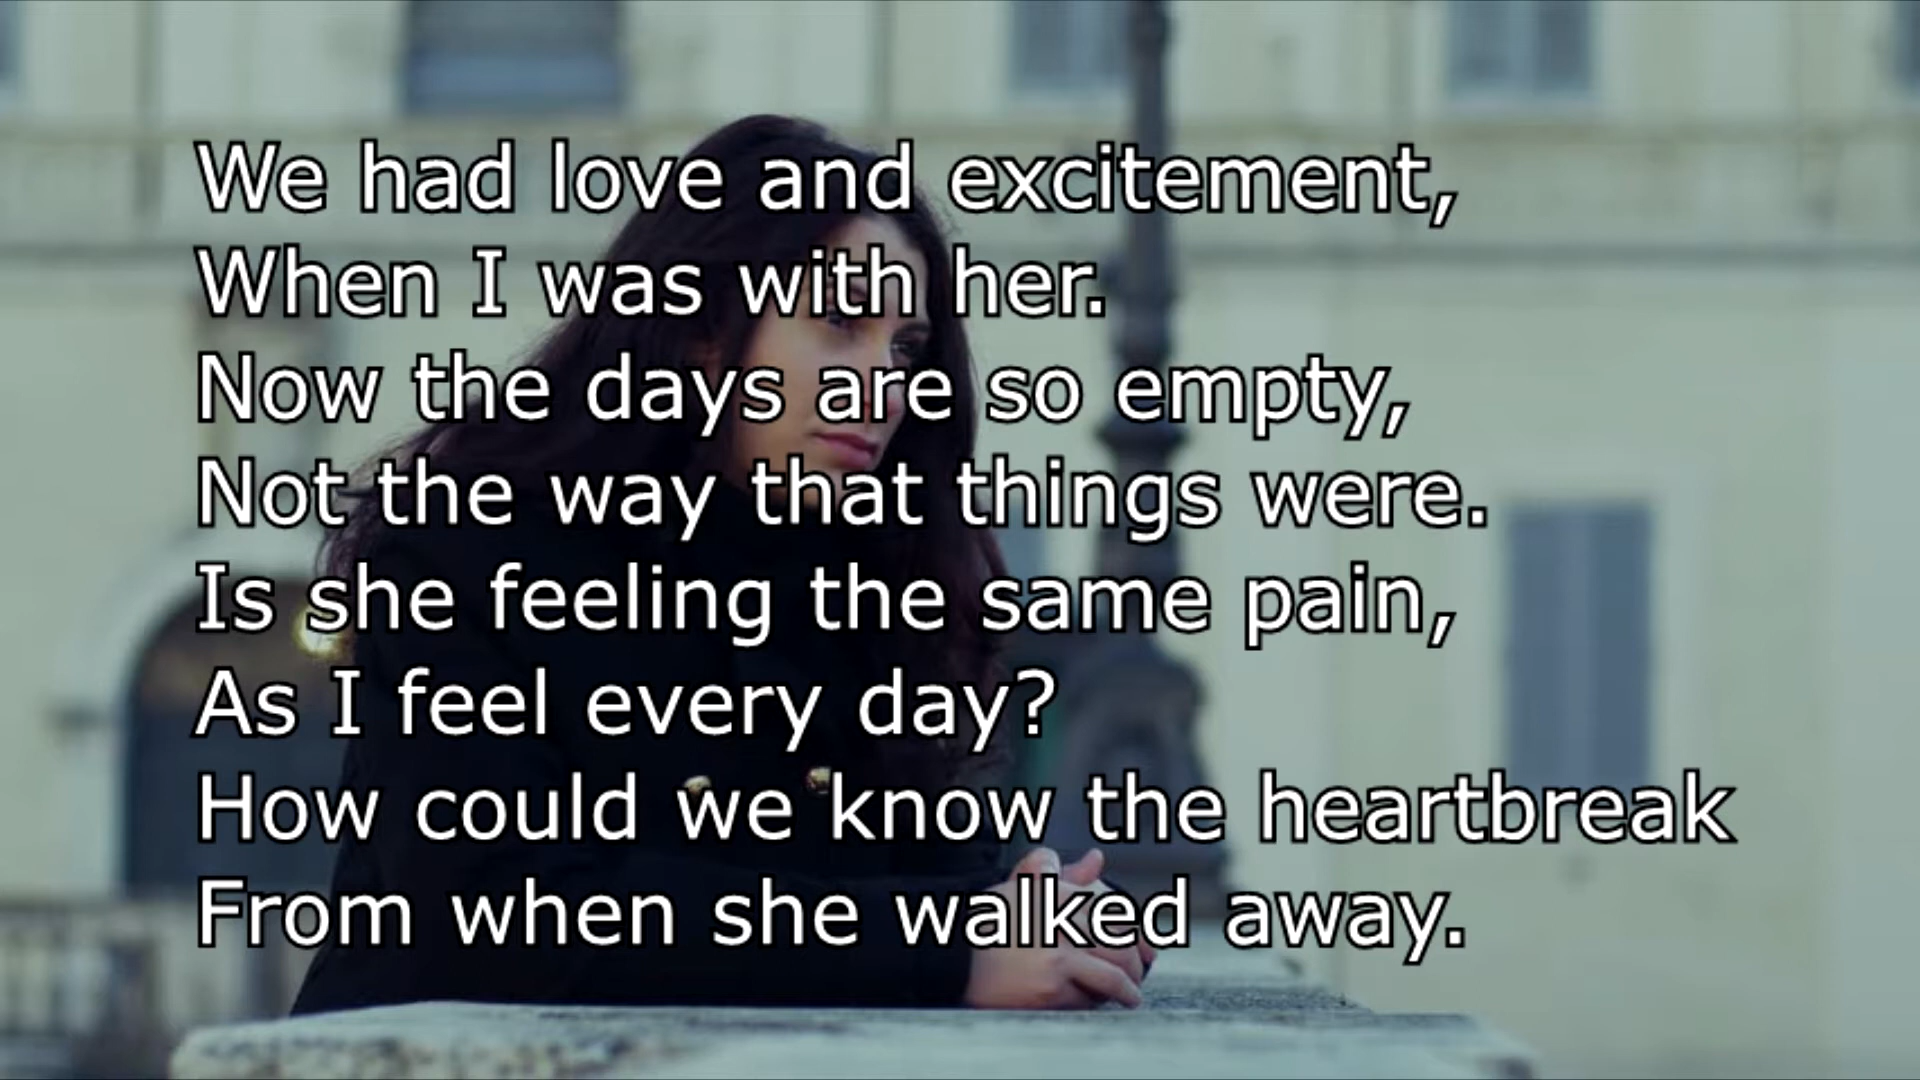 We had love and excitement,
When I was with her.
Now the days are so empty,
Not the way that things were.
Is she feeling the same pain,
As I feel every day?
How could we know the heartbreak
From when she walked away.